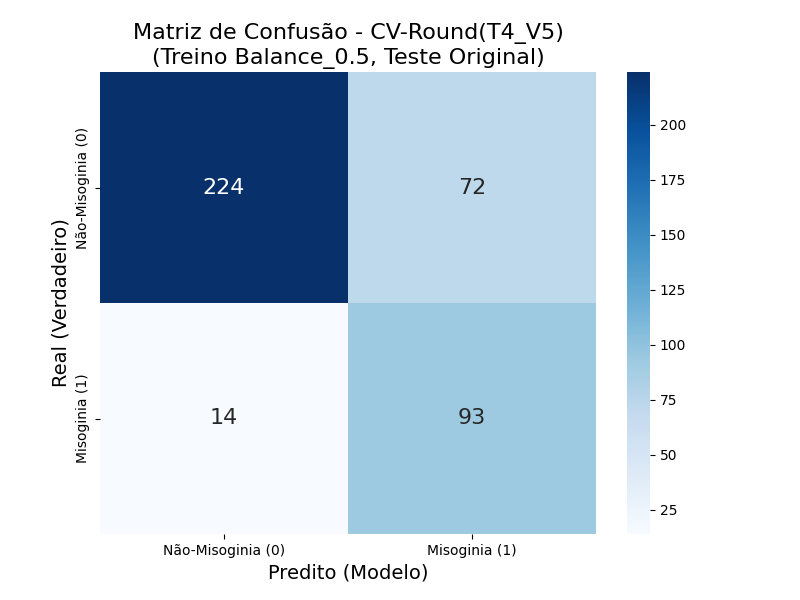 Matriz de Confusão - CV-Round(T4_V5)
(Treino Balance_0.5, Teste Original)
Real (Verdadeiro)
Não-Misoginia (0)
Misoginia (1)
224
72
14
93
Não-Misoginia (0)
Misoginia (1)
Predito (Modelo)
200
175
150
125
100
75
50
25